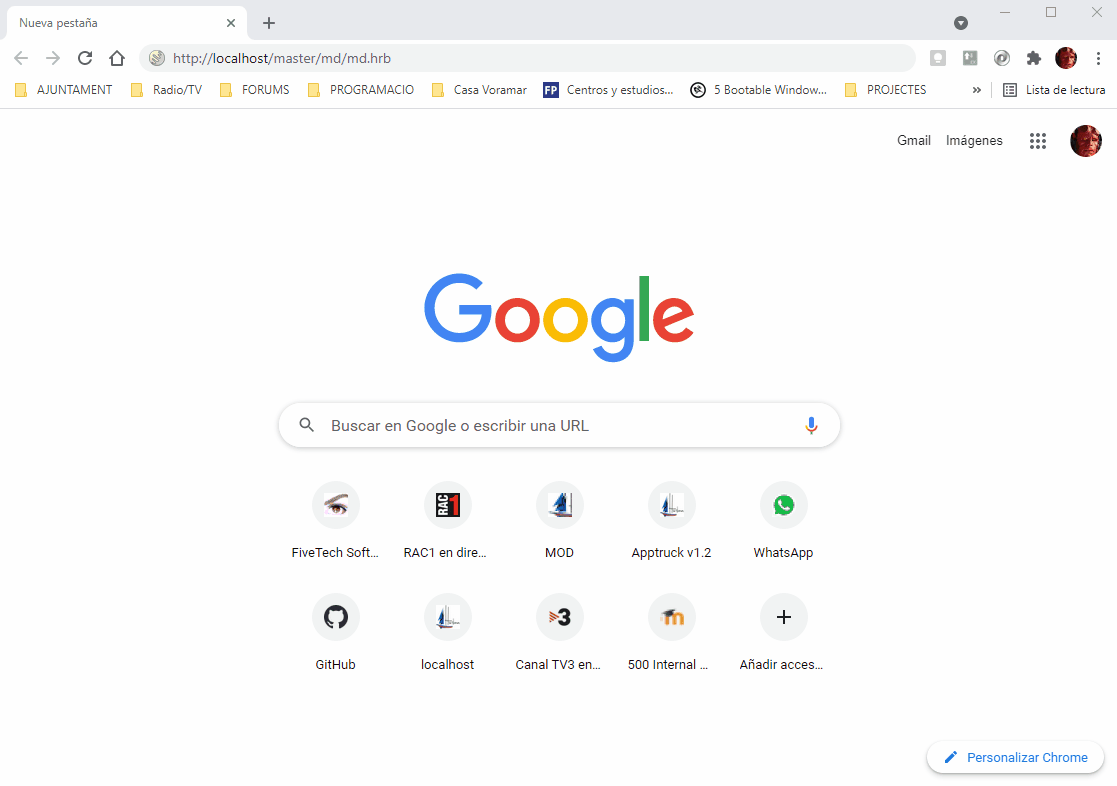 Nueva pestaña
http://localhost/master/md/md.hrb
AJUNTAMENT Radio/TV FORUMS PROGRAMACIO Casa Voramar FP Centros y estudios... 5 Bootable Window... PROJECTES » Lista de lectura
Gmail Imágenes
Google
Buscar en Google o escribir una URL
RAC1
FiveTech Soft... RAC1 en dire... MOD Apptruck v1.2 WhatsApp
3 m
GitHub localhost Canal TV3 en... 500 Internal ... Añadir acces...
Personalizar Chrome